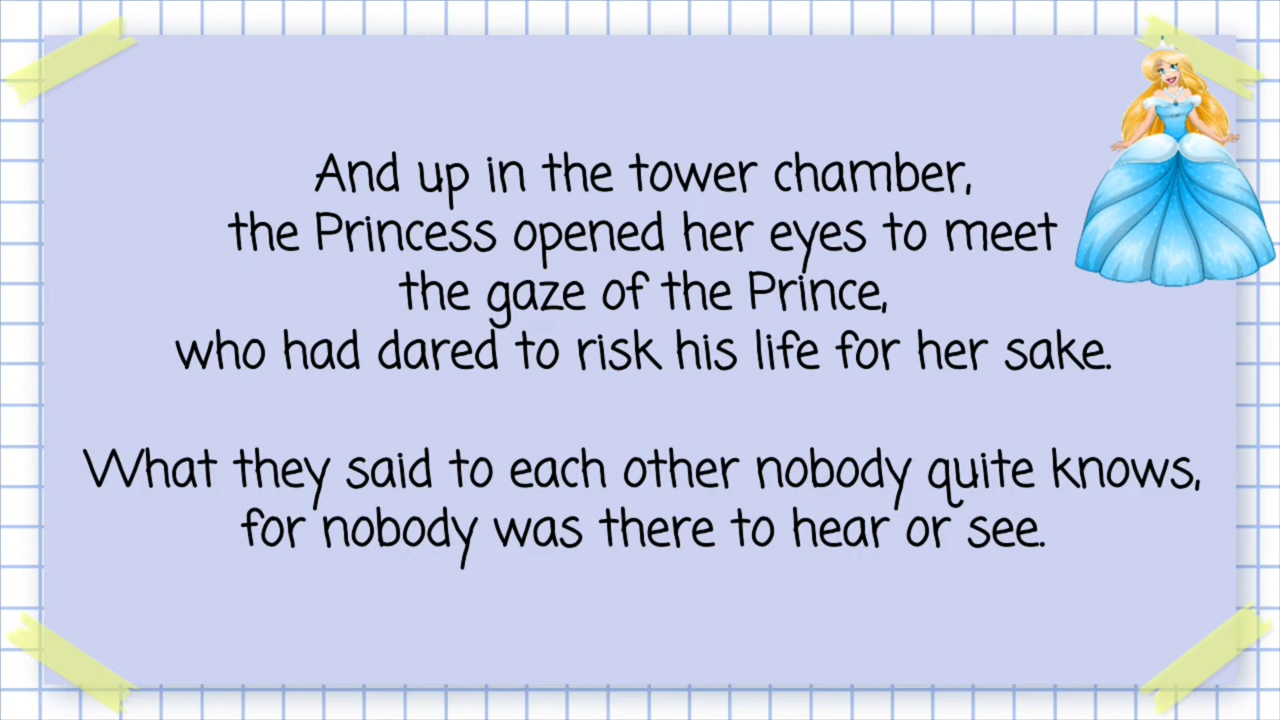 And up in the tower chamber,
the Princess opened her eyes to meet
the gaze of the Prince,
who had dared to risk his life for her sake.
What they said to each other nobody quite knows,
for nobody was there to hear or see.